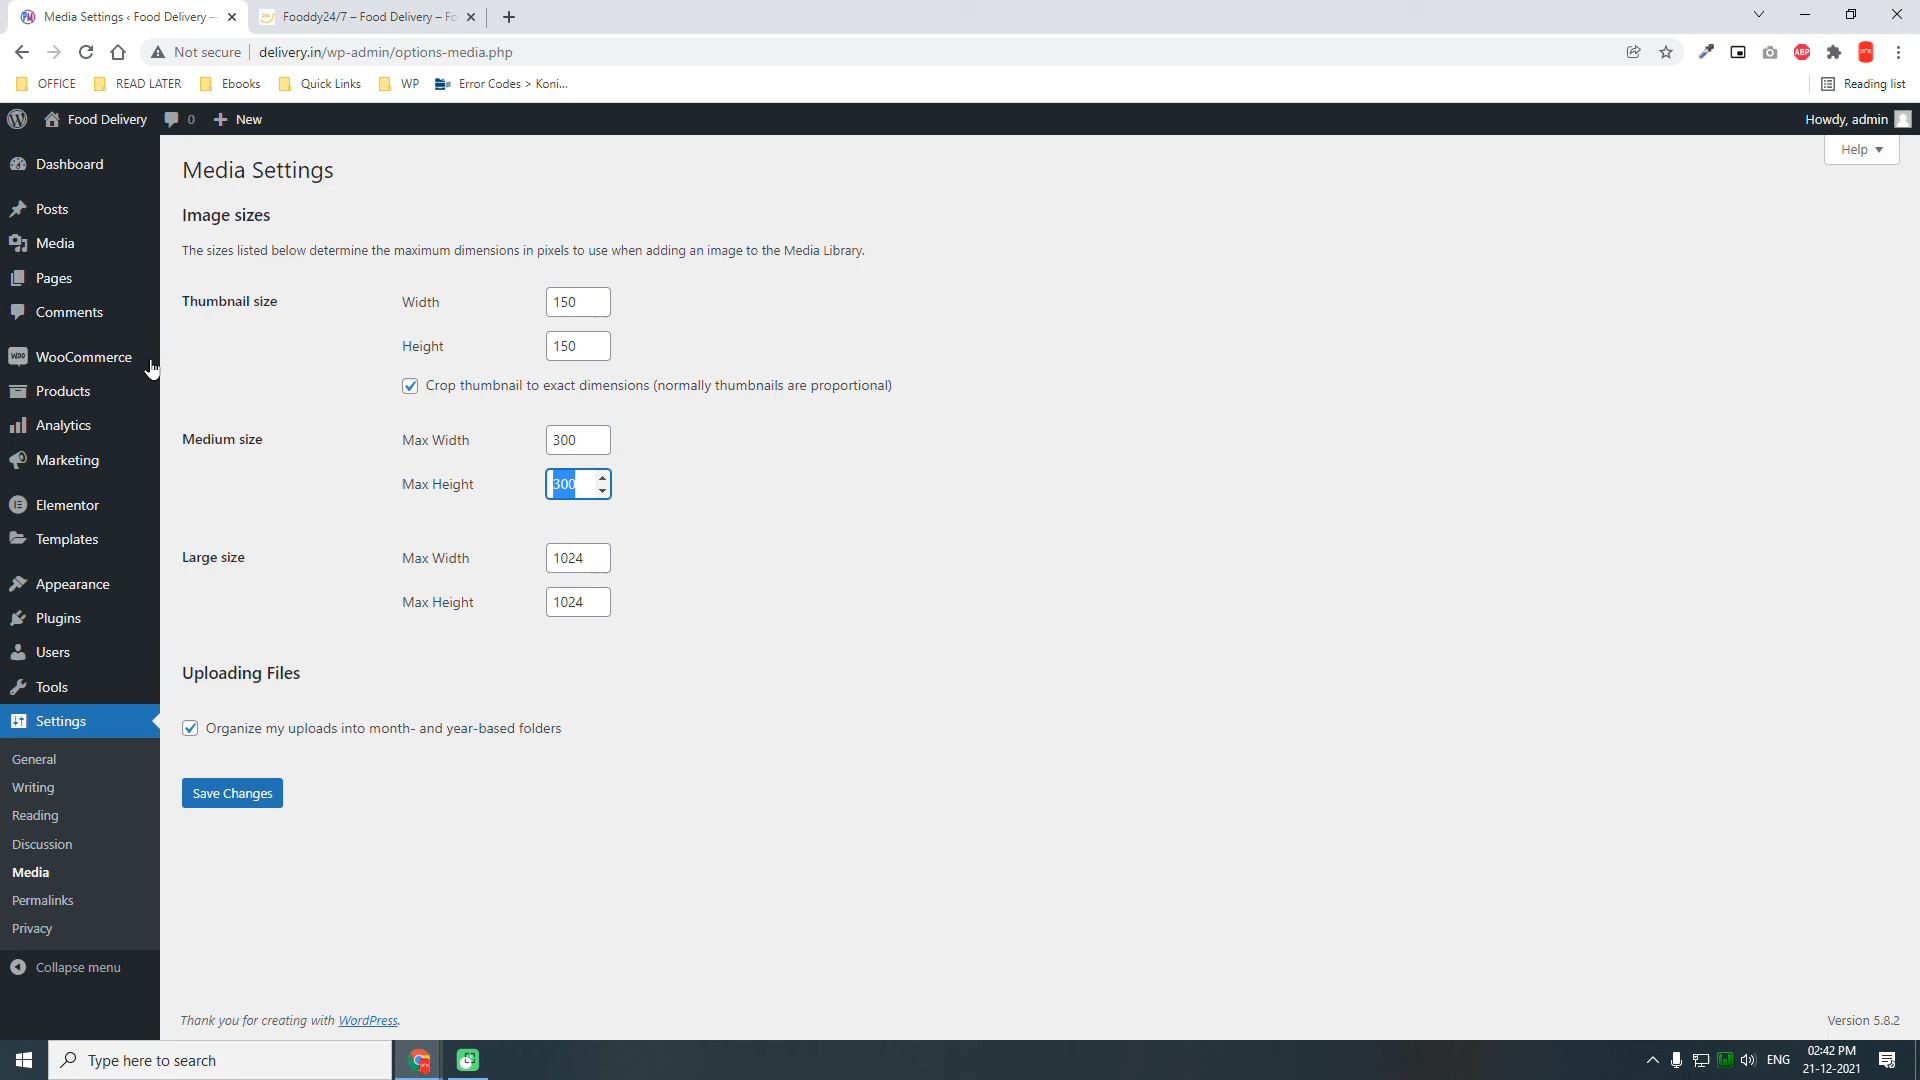 Media Settings ‹ Food Delivery –
Fooddy24/7 – Food Delivery – Fo
Not secure
delivery.in/wp-admin/options-media.php
ABP
OFFICE
READ LATER
Ebooks
Quick Links
WP
Error Codes > Koni...
Reading list
Food Delivery
0
New
Howdy, admin
Help
Dashboard
Posts
Media
Pages
Comments
WooCommerce
Products
Analytics
Marketing
Elementor
Templates
Appearance
Plugins
Users
Tools
Settings
General
Writing
Reading
Discussion
Media
Permalinks
Privacy
Collapse menu
Media Settings
Image sizes
The sizes listed below determine the maximum dimensions in pixels to use when adding an image to the Media Library.
Thumbnail size
Width
150
Height
150
Crop thumbnail to exact dimensions (normally thumbnails are proportional)
Medium size
Max Width
300
Max Height
300
Large size
Max Width
1024
Max Height
1024
Uploading Files
Organize my uploads into month- and year-based folders
Save Changes
Thank you for creating with WordPress.
Version 5.8.2
Type here to search
ENG
02:42 PM
21-12-2021